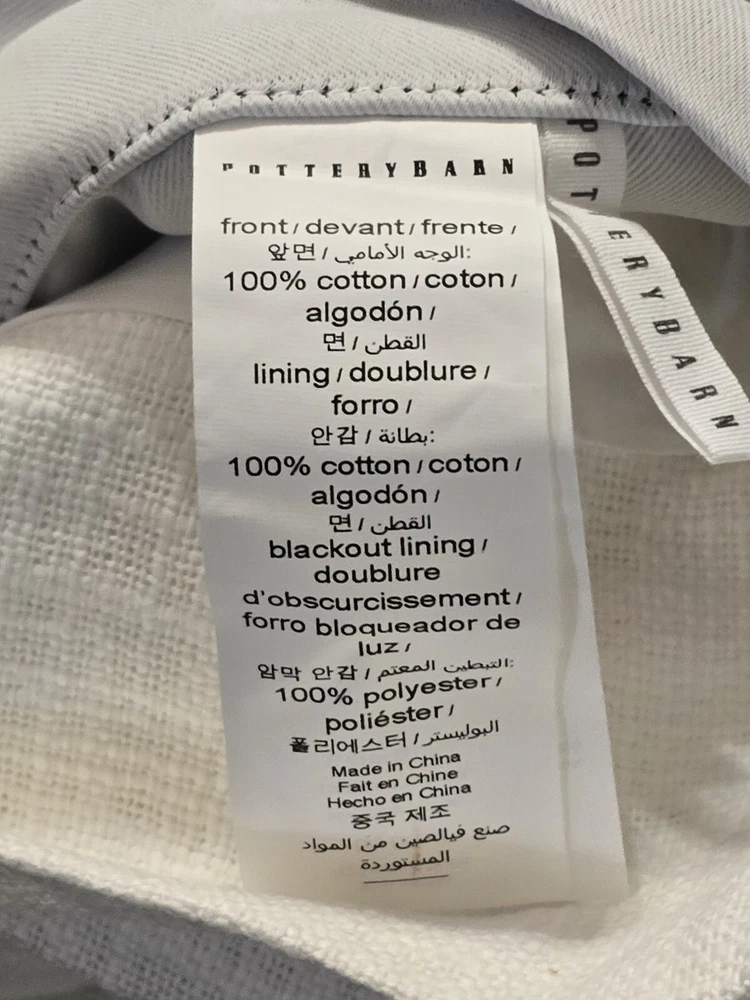 POTTERYBARN
front / devant / frente /
앞면 / الوجه الأمامي:
100% cotton / coton /
algodón /
면 / القطن
lining / doublure /
forro /
안감 / بطانة:
100% cotton / coton /
algodón /
면 / القطن
blackout lining /
doublure
d'obscurcissement /
forro bloqueador de
luz /
암막 안감 / التبطين المعتم:
100% polyester /
poliéster /
폴리에스터 / البوليستر
Made in China
Fait en Chine
Hecho en China
중국 제조
صنع فيالصين من المواد
المستوردة
POTTERYBARN